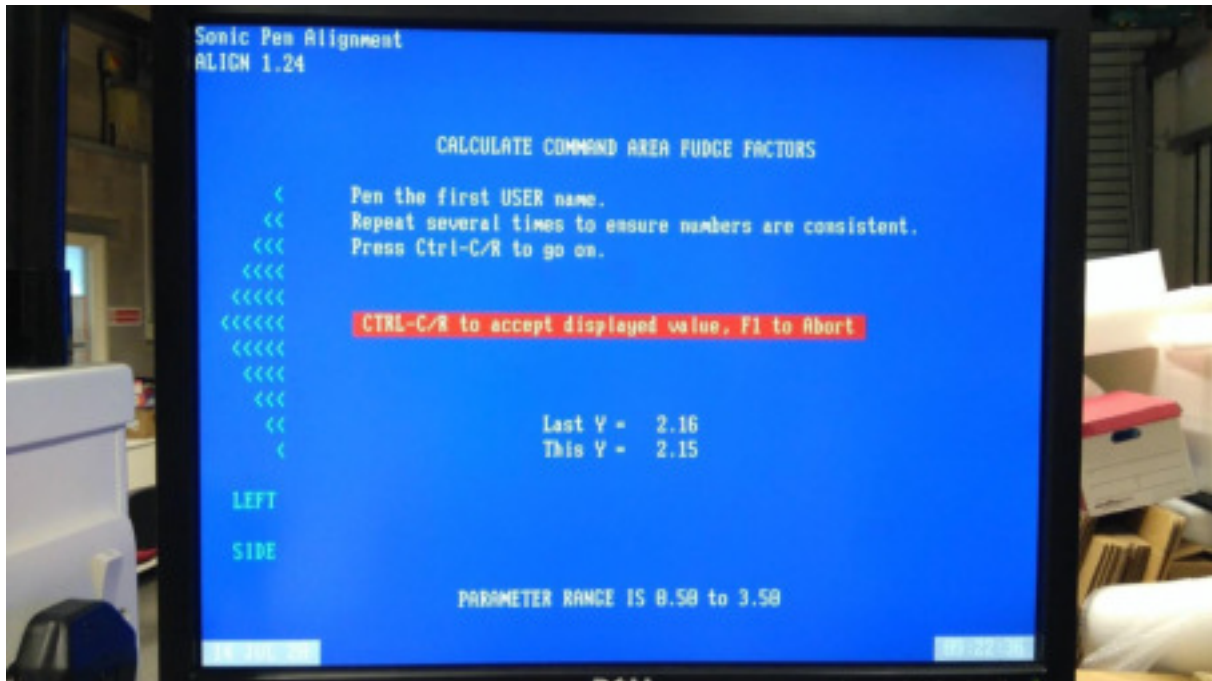 Sonic Pen Alignment
ALIGN 1.24
CALCULATE COMMAND AREA FUDGE FACTORS
< Pen the first USER name.
<< Repeat several times to ensure numbers are consistent.
<<< Press Ctrl-C/R to go on.
<<<<
<<<<<
<<<<<< CTRL-C/R to accept displayed value, F1 to Abort
<<<<<
<<<<
<<<
<< Last Y = 2.16
< This Y = 2.15
LEFT
SIDE
PARAMETER RANGE IS 0.50 to 3.50
JUL